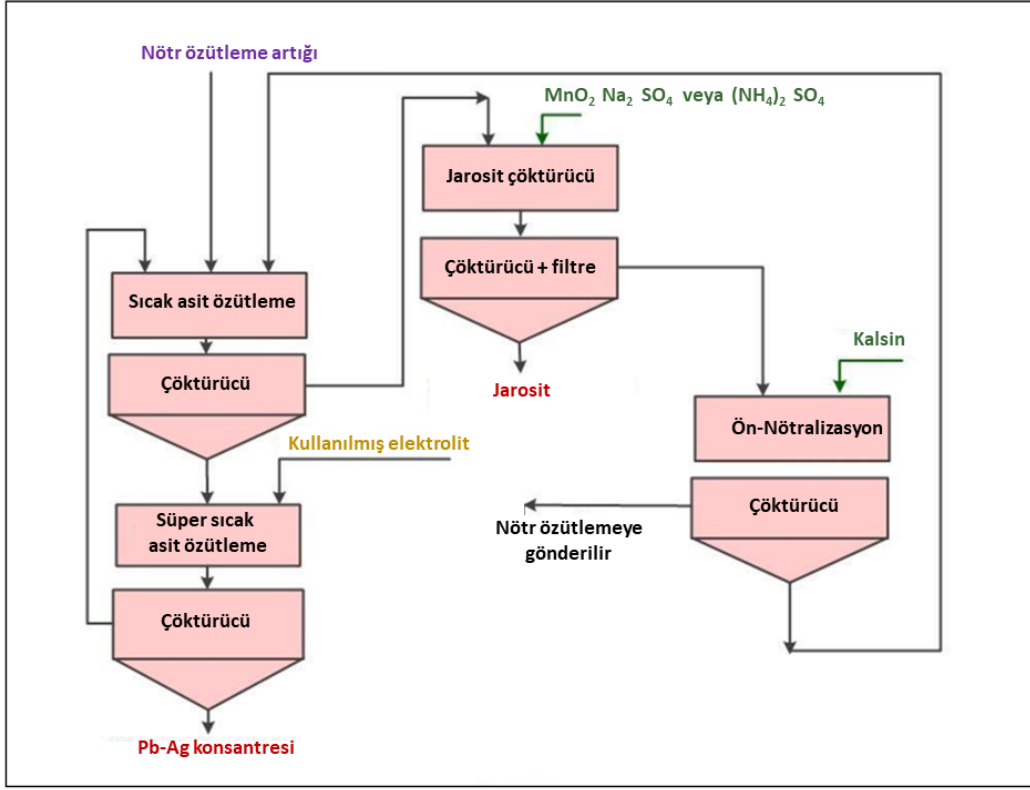 Nötr özütleme artığı
MnO₂ Na₂ SO₄ veya (NH₄)₂ SO₄
Jarosit çöktürücü
Çöktürücü + filtre
Sıcak asit özütleme
Kalsin
Çöktürücü
Jarosit
Ön-Nötralizasyon
Kullanılmış elektrolit
Çöktürücü
Süper sıcak
asit özütleme
Nötr özütlemeye
gönderilir
Çöktürücü
Pb-Ag konsantresi